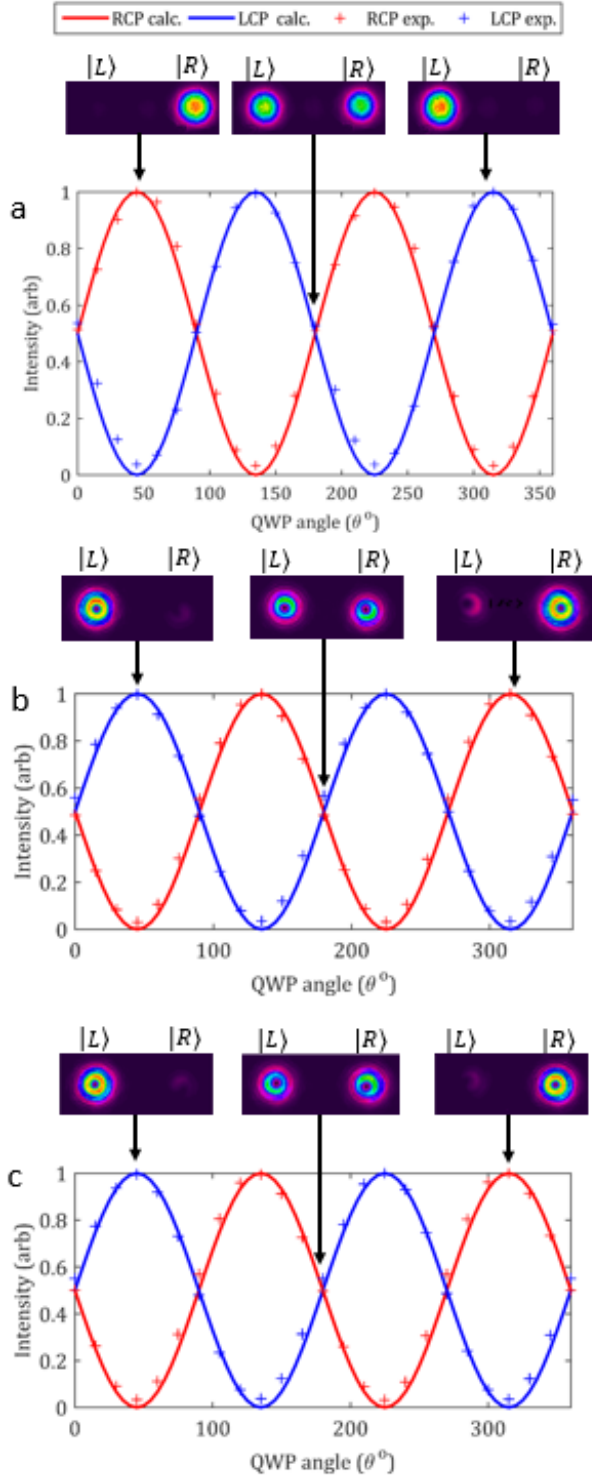 RCP calc. LCP calc. RCP exp. LCP exp.
|L⟩ |R⟩ |L⟩ |R⟩ |L⟩ |R⟩
a
1
0.8
0.6
0.4
0.2
0
Intensity (arb)
0 50 100 150 200 250 300 350
QWP angle (θ°)
|L⟩ |R⟩ |L⟩ |R⟩ |L⟩ |R⟩
b
1
0.8
0.6
0.4
0.2
0
Intensity (arb)
0 100 200 300
QWP angle (θ°)
|L⟩ |R⟩ |L⟩ |R⟩ |L⟩ |R⟩
c
1
0.8
0.6
0.4
0.2
0
Intensity (arb)
0 100 200 300
QWP angle (θ°)